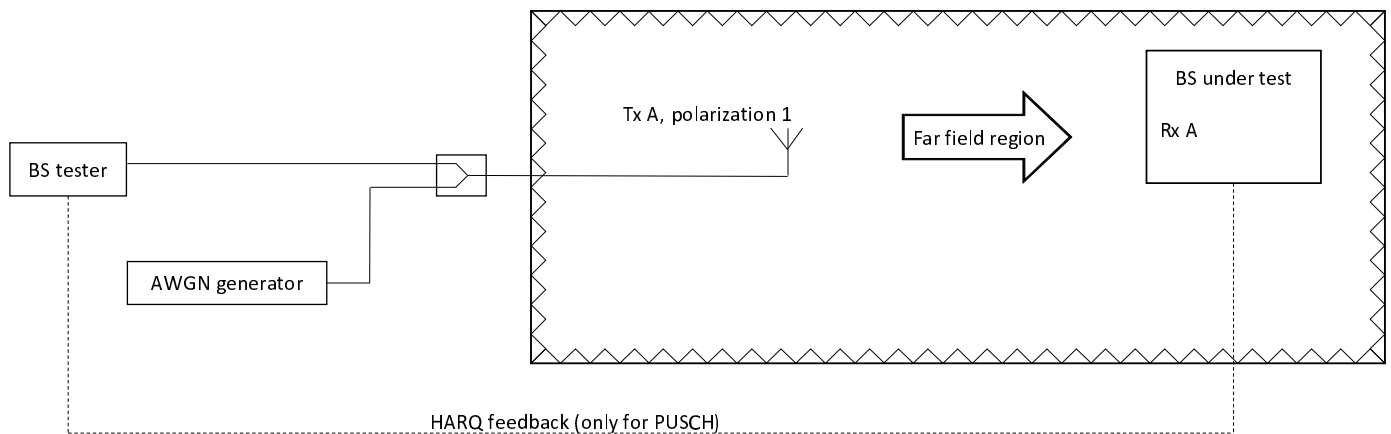 Tx A, polarization 1
BS under test
Rx A
Far field region
BS tester
AWGN generator
HARQ feedback (only for PUSCH)